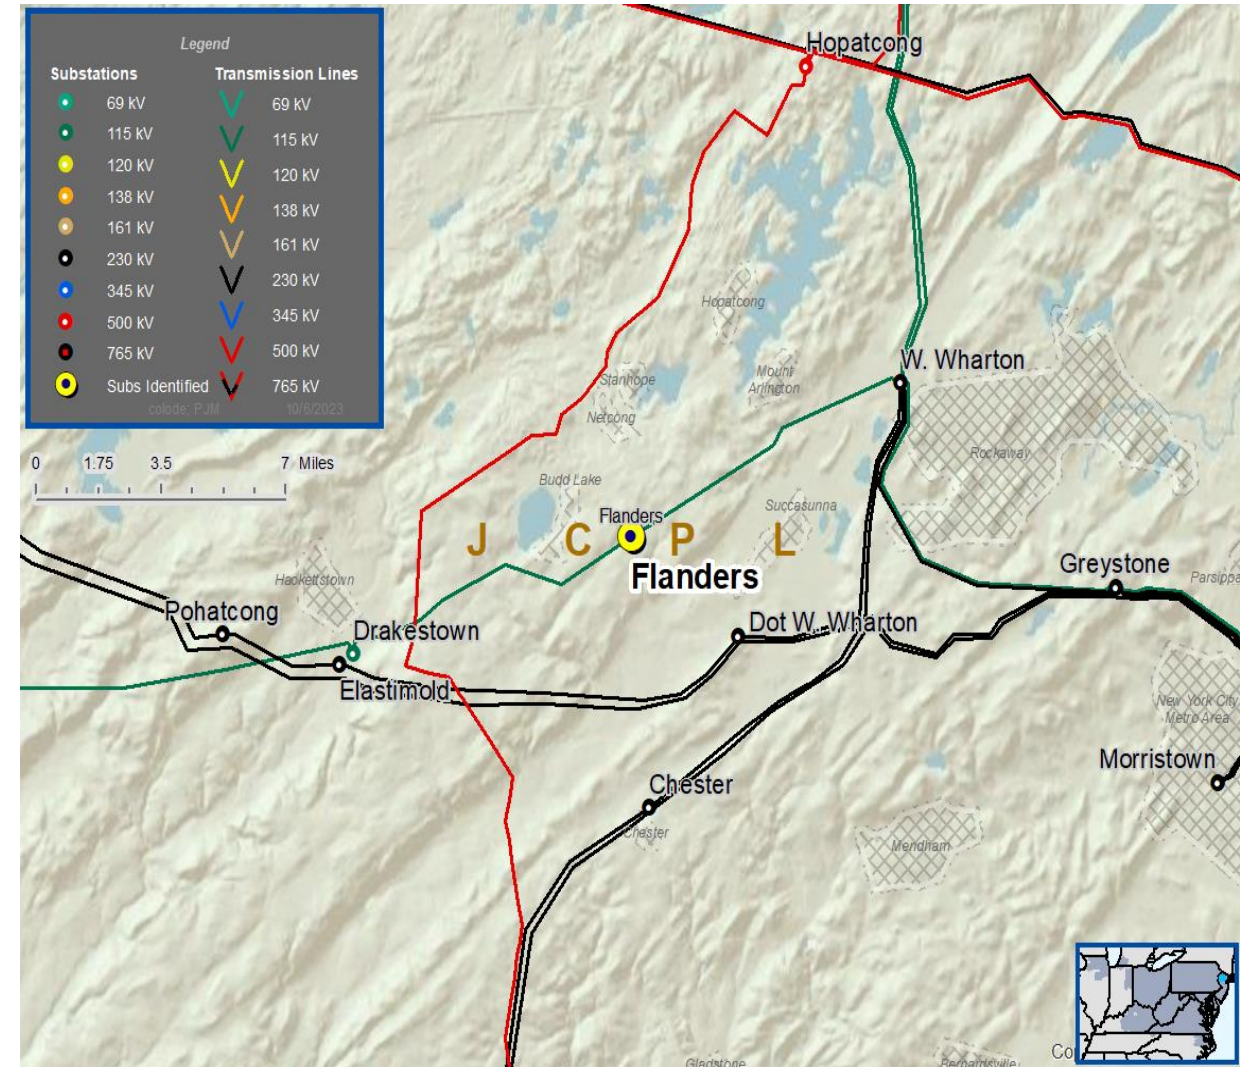 Legend
Substations
Transmission Lines
69 kV
69 kV
115 kV
115 kV
120 kV
120 kV
138 kV
138 kV
161 kV
161 kV
230 kV
230 kV
345 kV
345 kV
500 kV
500 kV
765 kV
765 kV
Subs Identified
colode; PJM
10/6/2023
0 1.75 3.5 7 Miles
Hopatcong
Hopatcong
W. Wharton
Stanhope
Mount
Arlington
Netcong
Rockaway
Budd Lake
Succasunna
Flanders
J C P L
Flanders
Hackettstown
Greystone
Pohatcong
Drakestown
Dot W. Wharton
Elastimold
New York City
Metro Area
Morristown
Chester
Chester
Mendham
Gladstone
Bernardsville